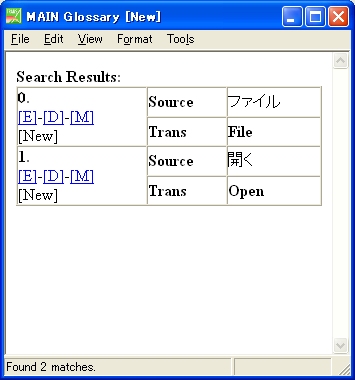 MAIN Glossary [New]
File Edit View Format Tools
Search Results:
0.
[E]-[D]-[M]
[New]
Source ファイル
Trans File
1.
[E]-[D]-[M]
[New]
Source 開く
Trans Open
Found 2 matches.